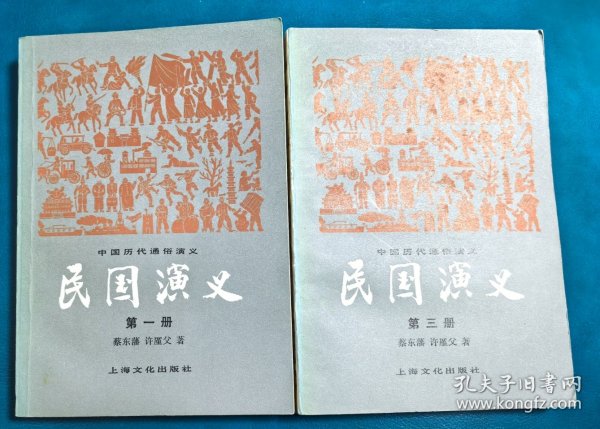 中国历代通俗演义
民国演义
第一册
蔡东藩 许廑父 著
上海文化出版社
中国历代通俗演义
民国演义
第三册
蔡东藩 许廑父 著
上海文化出版社
孔夫子旧书网
www.kongfz.com